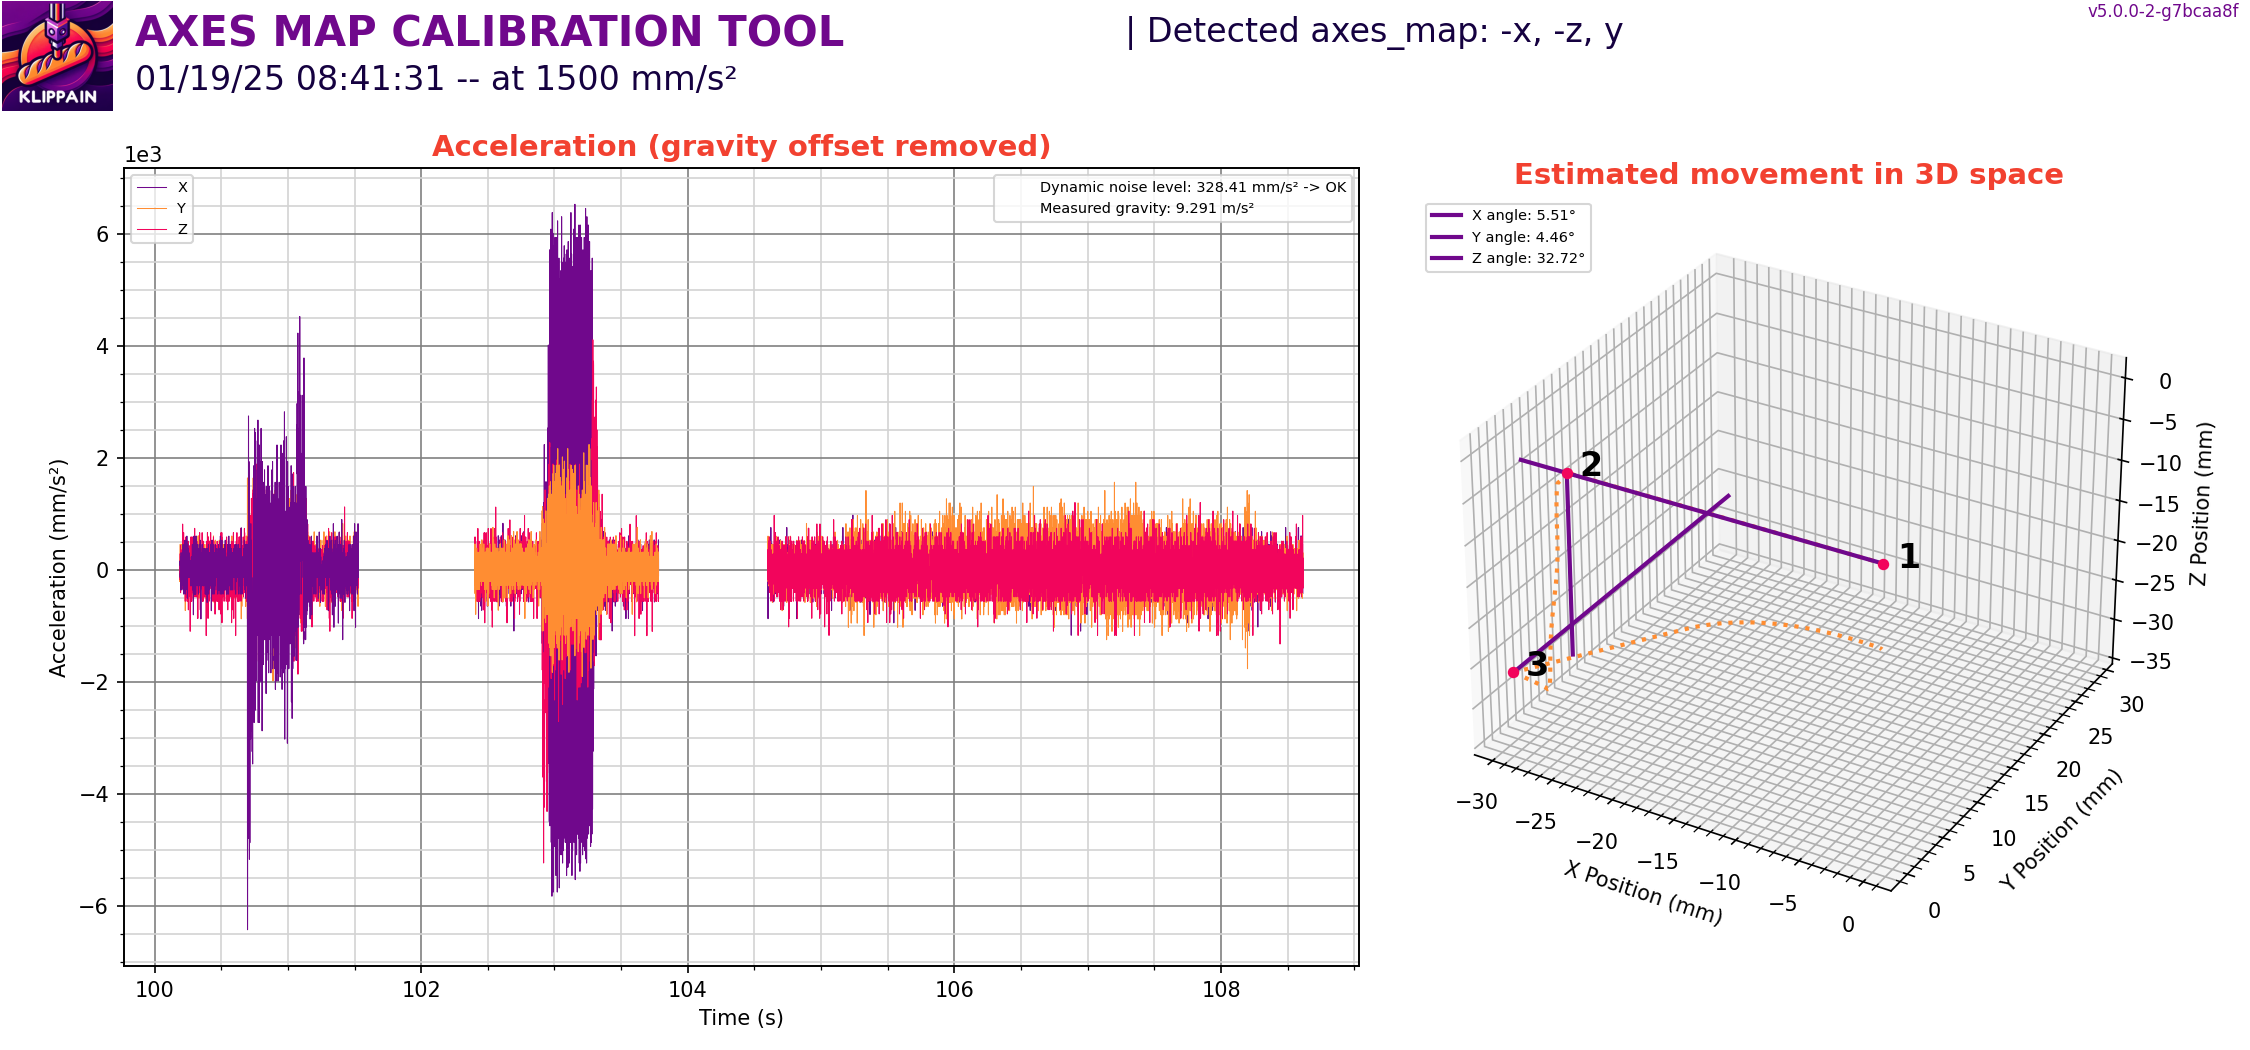 KLIPPAIN
AXES MAP CALIBRATION TOOL
01/19/25 08:41:31 -- at 1500 mm/s²
| Detected axes_map: -x, -z, y
v5.0.0-2-g7bcaa8f
Acceleration (gravity offset removed)
1e3
X
Y
Z
Dynamic noise level: 328.41 mm/s² -> OK
Measured gravity: 9.291 m/s²
6
4
2
0
−2
−4
−6
Acceleration (mm/s²)
100
102
104
106
108
Time (s)
Estimated movement in 3D space
X angle: 5.51°
Y angle: 4.46°
Z angle: 32.72°
2
1
3
0
−5
−10
−15
−20
−25
−30
−35
Z Position (mm)
30
25
20
15
10
5
0
Y Position (mm)
−30
−25
−20
−15
−10
−5
0
X Position (mm)